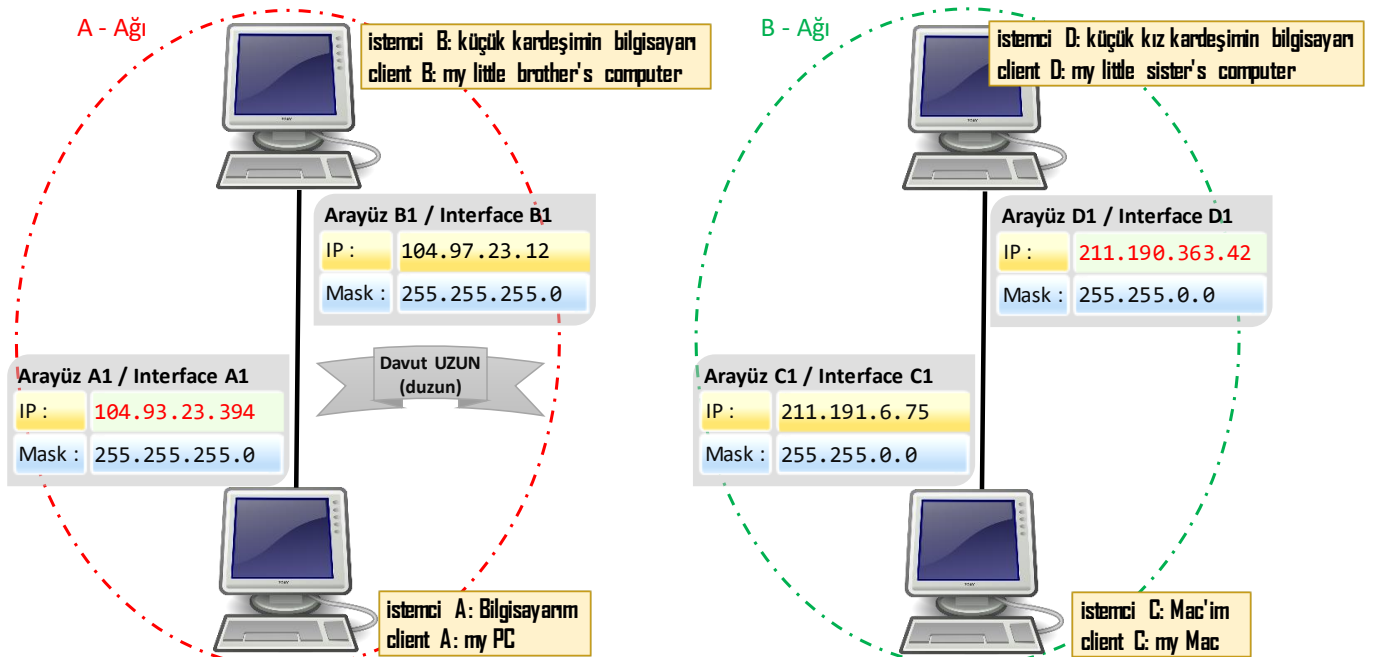 A - Ağı
istemci B: küçük kardeşimin bilgisayarı
client B: my little brother's computer
Arayüz B1 / Interface B1
IP : 104.97.23.12
Mask : 255.255.255.0
Davut UZUN
(duzun)
Arayüz A1 / Interface A1
IP : 104.93.23.394
Mask : 255.255.255.0
istemci A: Bilgisayarım
client A: my PC
B - Ağı
istemci D: küçük kız kardeşimin bilgisayarı
client D: my little sister's computer
Arayüz D1 / Interface D1
IP : 211.190.363.42
Mask : 255.255.0.0
Arayüz C1 / Interface C1
IP : 211.191.6.75
Mask : 255.255.0.0
istemci C: Mac'im
client C: my Mac